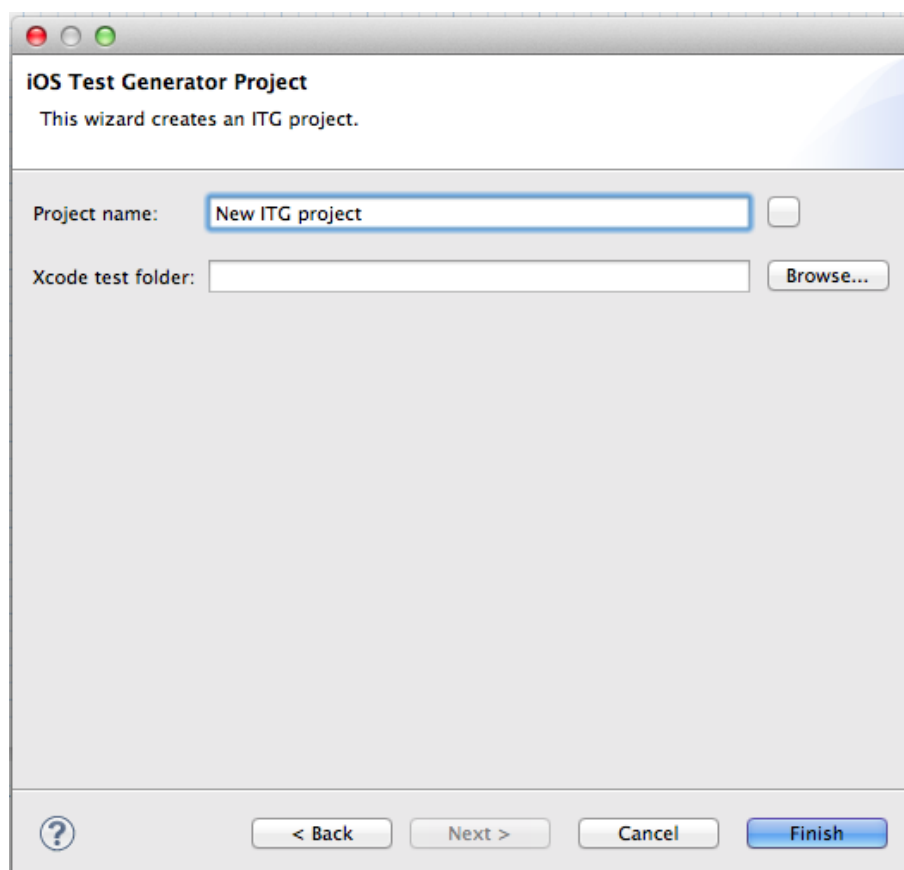 iOS Test Generator Project
This wizard creates an ITG project.
Project name: New ITG project
Xcode test folder: Browse...
? < Back Next > Cancel Finish